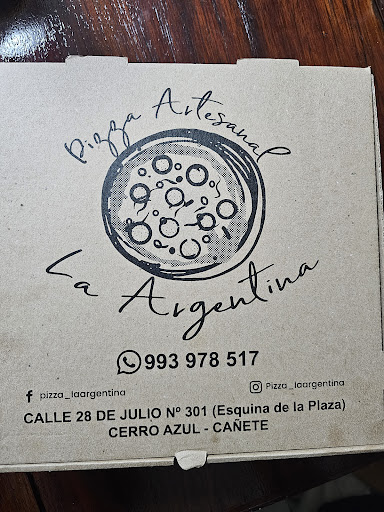 Pizza Artesanal
La Argentina
993 978 517
pizza_laargentina
Pizza_laargentina
CALLE 28 DE JULIO Nº 301 (Esquina de la Plaza)
CERRO AZUL - CAÑETE